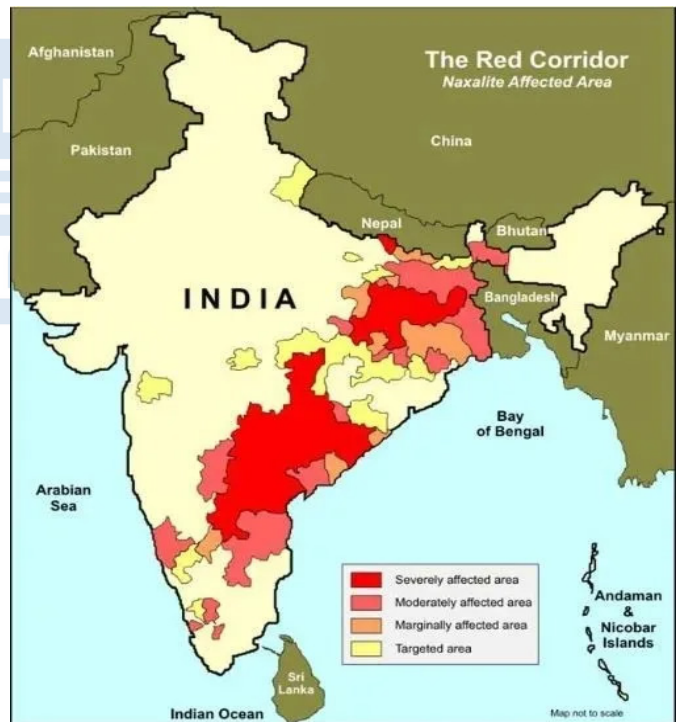 The Red Corridor
Naxalite Affected Area
Afghanistan
Pakistan
China
Nepal
Bhutan
INDIA
Bangladesh
Myanmar
Bay
of Bengal
Arabian
Sea
Severely affected area
Moderately affected area
Marginally affected area
Targeted area
Andaman
&
Nicobar
Islands
Sri
Lanka
Indian Ocean
Map not to scale